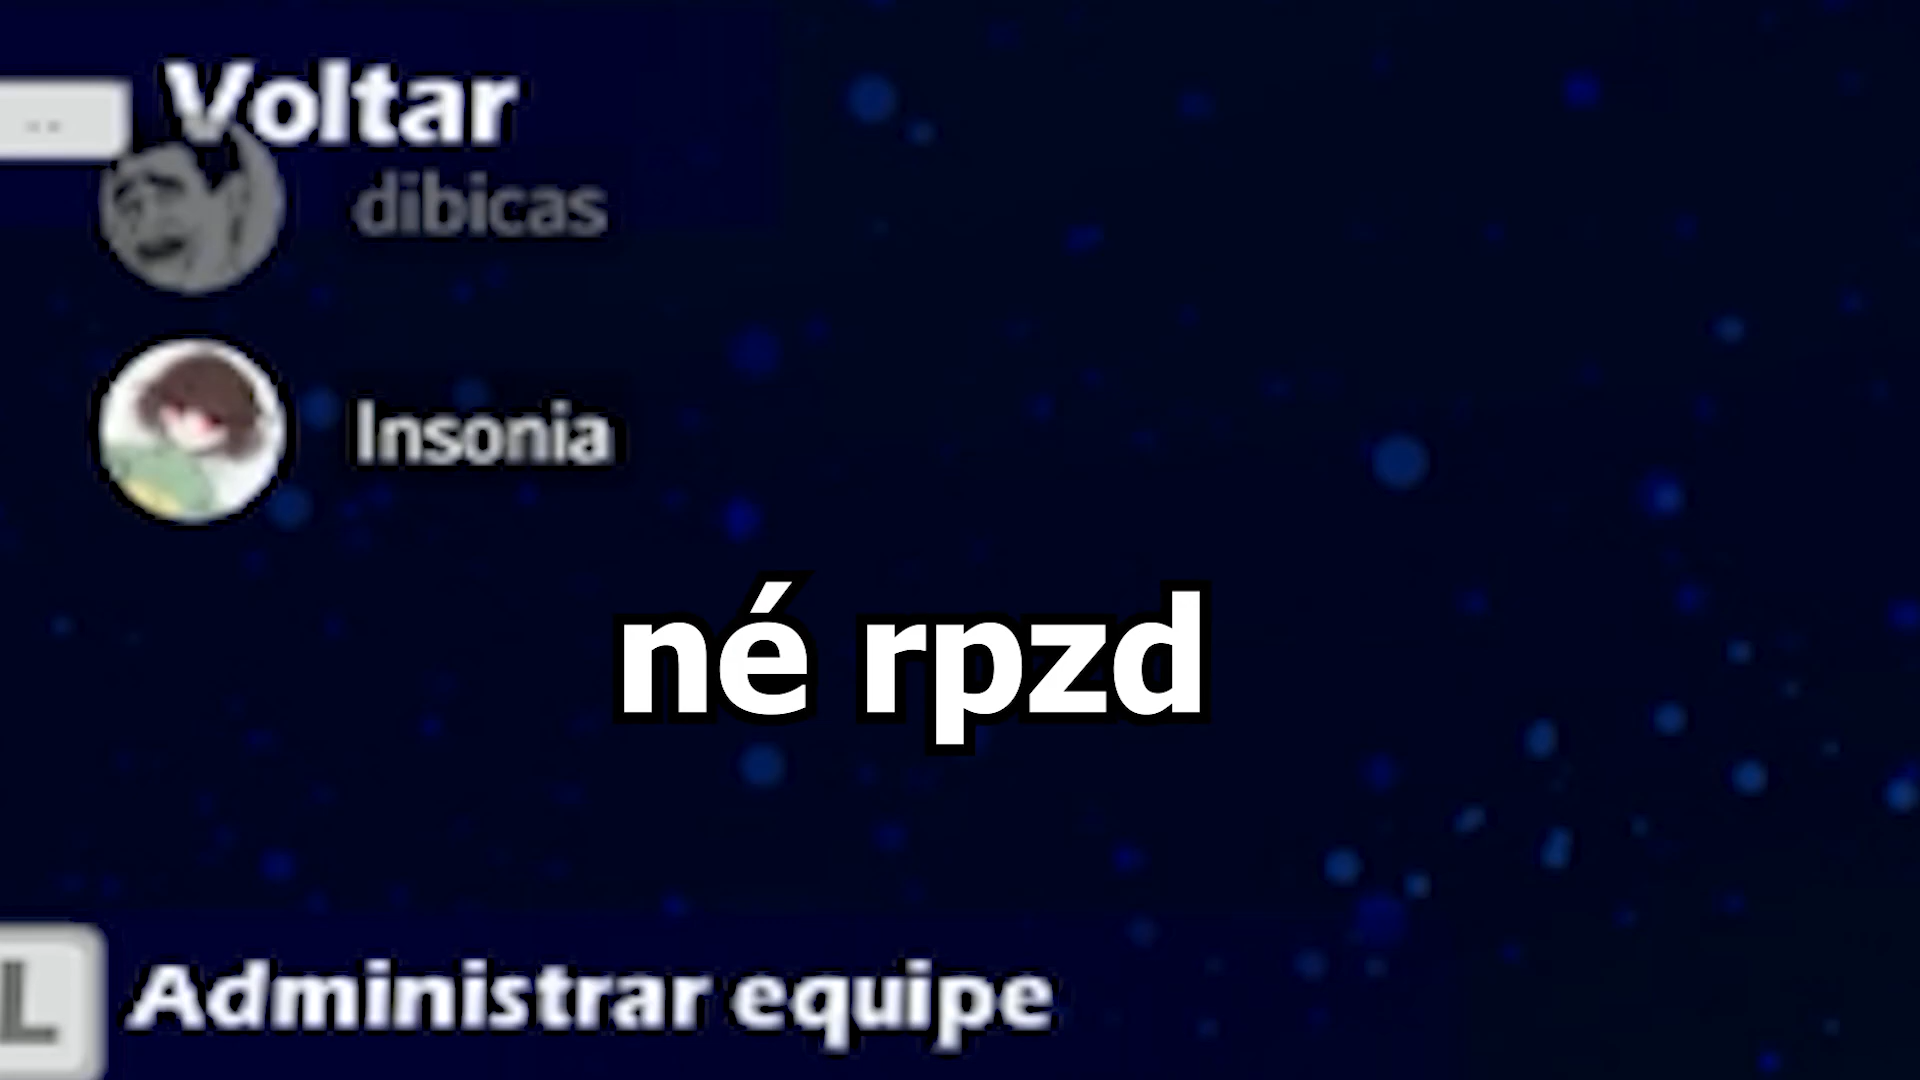 Voltar
dibicas
Insonia
né rpzd
L Administrar equipe